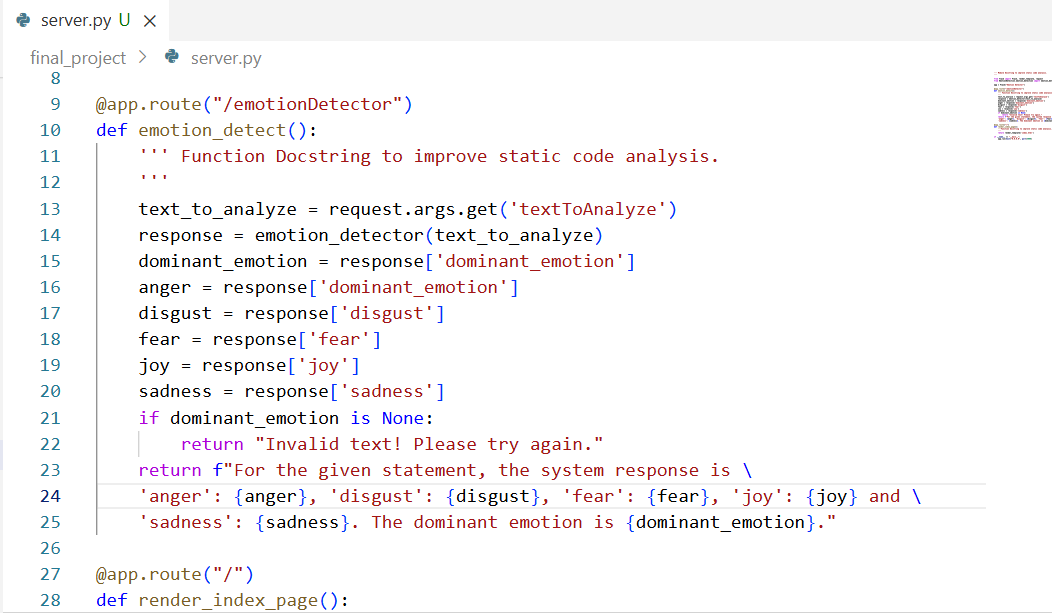 server.py U ×
final_project > server.py
8
9 @app.route("/emotionDetector")
10 def emotion_detect():
11     ''' Function Docstring to improve static code analysis.
12     '''
13     text_to_analyze = request.args.get('textToAnalyze')
14     response = emotion_detector(text_to_analyze)
15     dominant_emotion = response['dominant_emotion']
16     anger = response['dominant_emotion']
17     disgust = response['disgust']
18     fear = response['fear']
19     joy = response['joy']
20     sadness = response['sadness']
21     if dominant_emotion is None:
22         return "Invalid text! Please try again."
23     return f"For the given statement, the system response is \
24     'anger': {anger}, 'disgust': {disgust}, 'fear': {fear}, 'joy': {joy} and \
25     'sadness': {sadness}. The dominant emotion is {dominant_emotion}."
26
27 @app.route("/")
28 def render_index_page():